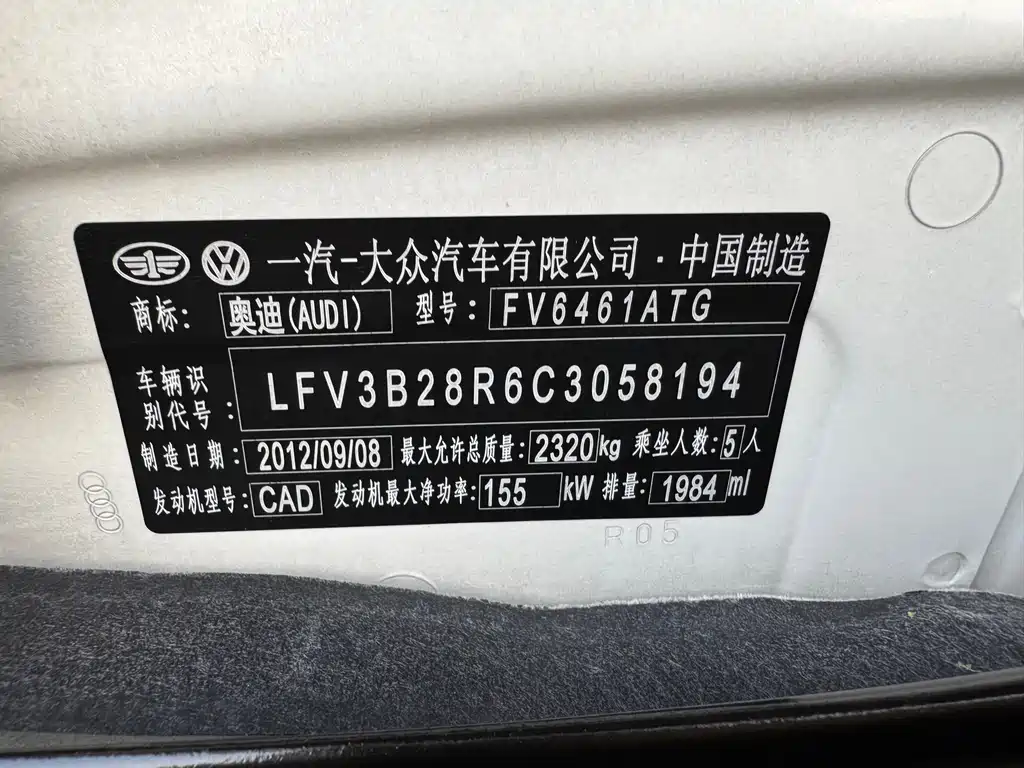 一汽-大众汽车有限公司·中国制造
商标: 奥迪(AUDI) 型号: FV6461ATG
车辆识别代号: LFV3B28R6C3058194
制造日期: 2012/09/08 最大允许总质量: 2320kg 乘坐人数: 5人
发动机型号: CAD 发动机最大净功率: 155 kW 排量: 1984 ml
R05